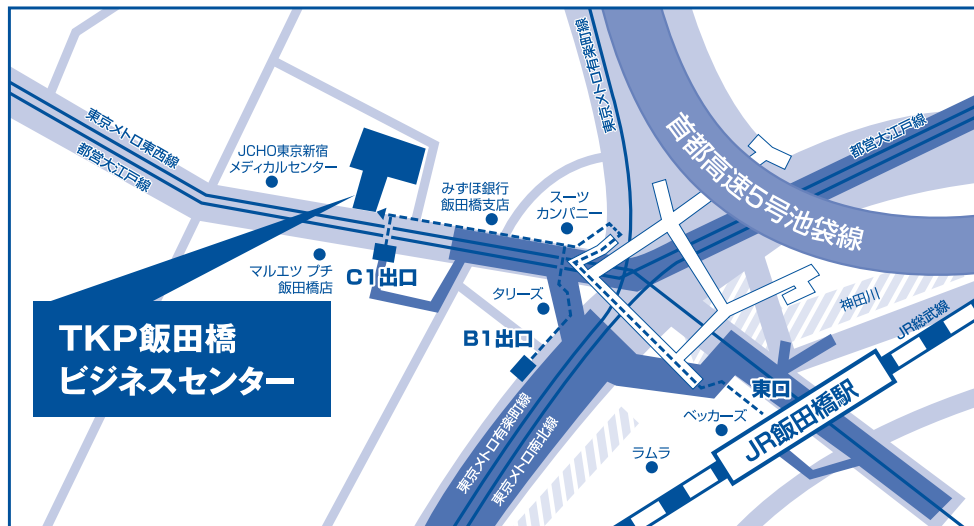 東京メトロ東西線
都営大江戸線
JCHO東京新宿
メディカルセンター
みずほ銀行
飯田橋支店
スーツ
カンパニー
東京メトロ有楽町線
首都高速5号池袋線
都営大江戸線
マルエツ プチ
飯田橋店
C1出口
タリーズ
B1出口
神田川
JR総武線
TKP飯田橋
ビジネスセンター
東京メトロ有楽町線
東京メトロ南北線
東口
ベッカーズ
ラムラ
JR飯田橋駅